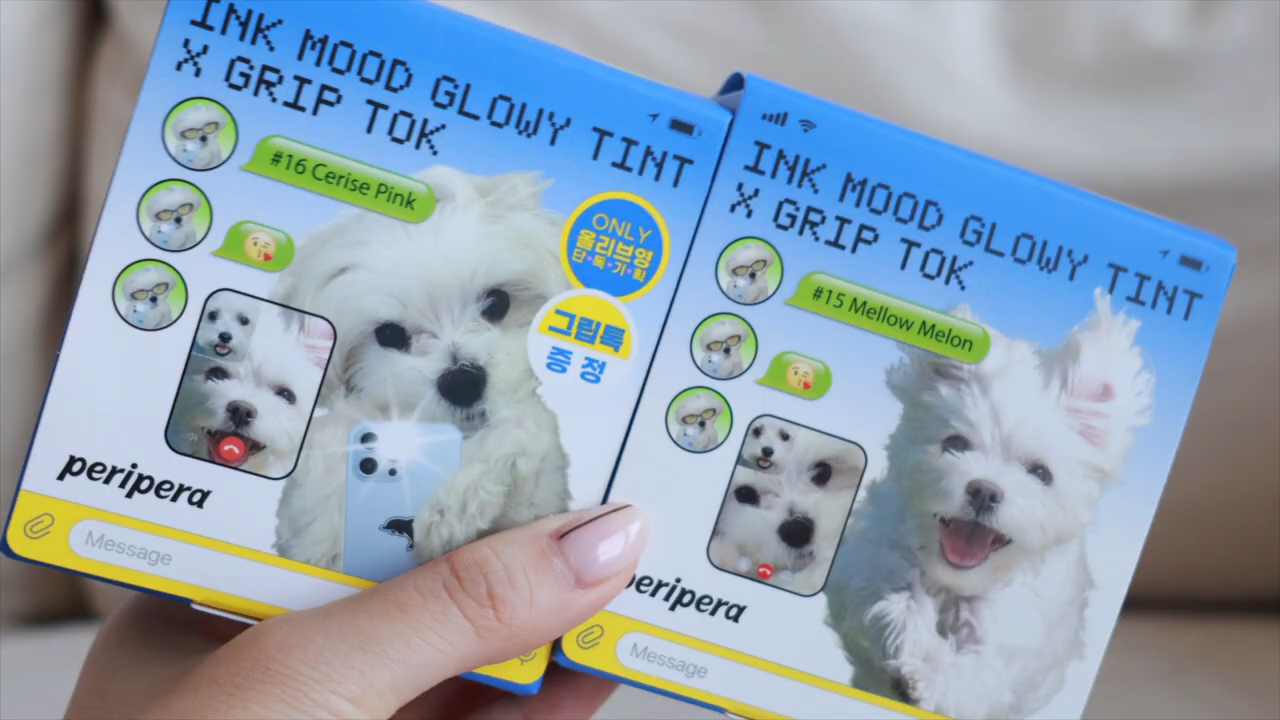 INK MOOD GLOWY TINT
X GRIP TOK
#16 Cerise Pink
ONLY
올리브영
단•독•기•획
그립톡
증정
peripera
Message
INK MOOD GLOWY TINT
X GRIP TOK
#15 Mellow Melon
peripera
Message